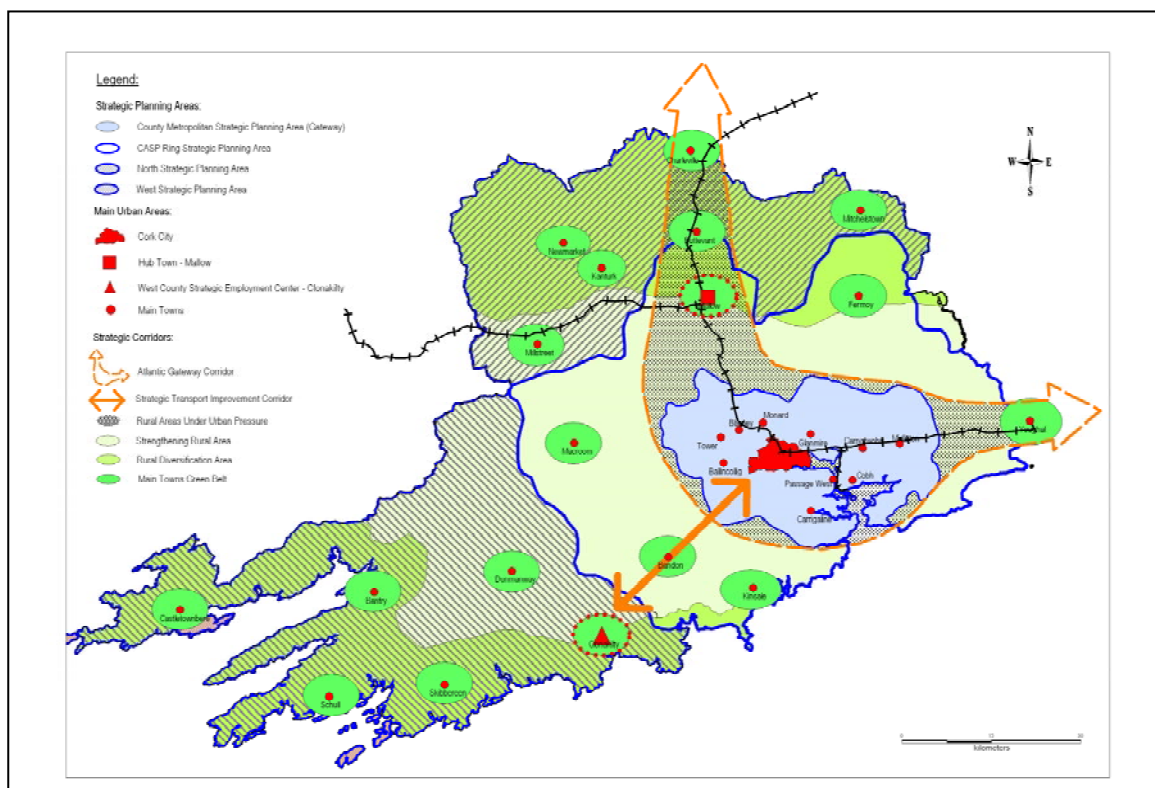 Legend:
Strategic Planning Areas:
County Metropolitan Strategic Planning Area (Gateway)
CASP Ring Strategic Planning Area
North Strategic Planning Area
West Strategic Planning Area
Main Urban Areas:
Cork City
Hub Town - Mallow
West County Strategic Employment Center - Clonakilty
Main Towns
Strategic Corridors:
Atlantic Gateway Corridor
Strategic Transport Improvement Corridor
Rural Areas Under Urban Pressure
Strengthening Rural Area
Rural Diversification Area
Main Towns Green Belt
N
W E
S
Charleville
Mitchelstown
Buttevant
Newmarket
Kanturk
Fermoy
Millstreet
Monard
Blarney
Tower
Glanmire
Youghal
Macroom
Ballincollig
Passage West
Cobh
Carrigaline
Bandon
Dunmanway
Kinsale
Bantry
Castletownbere
Clonakilty
Skibbereen
Schull
kilometers